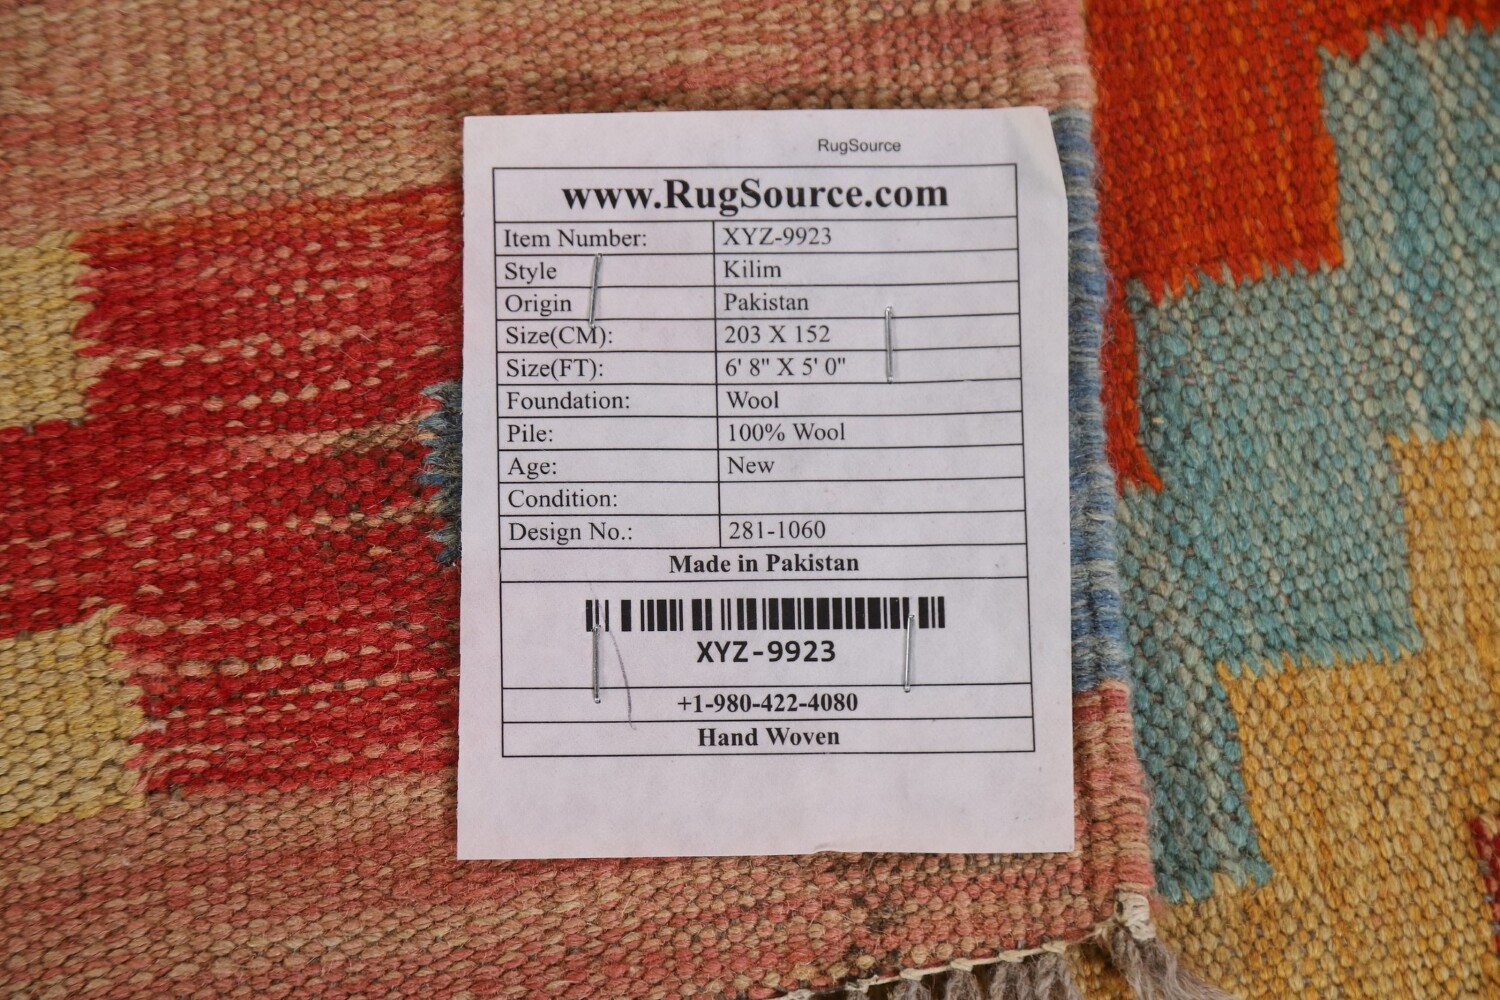 RugSource
www.RugSource.com
Item Number: XYZ-9923
Style Kilim
Origin Pakistan
Size(CM): 203 X 152
Size(FT): 6' 8" X 5' 0"
Foundation: Wool
Pile: 100% Wool
Age: New
Condition:
Design No.: 281-1060
Made in Pakistan
XYZ-9923
+1-980-422-4080
Hand Woven